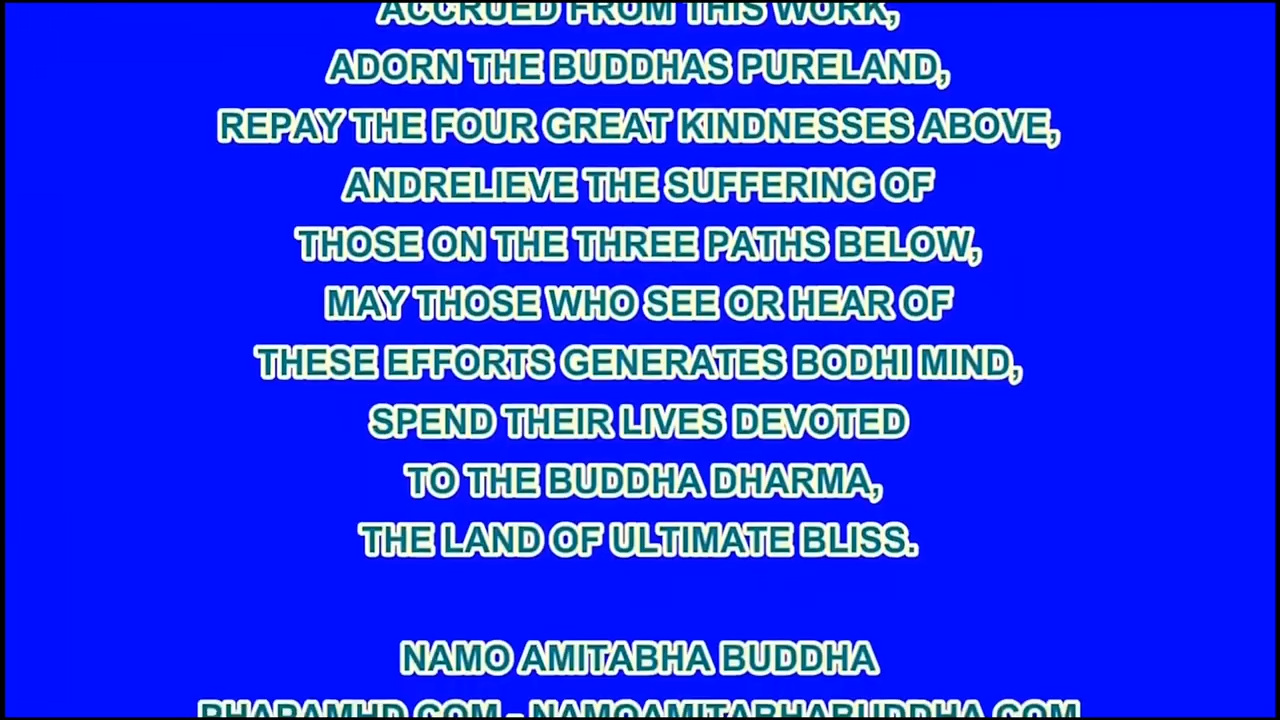 ACCRUED FROM THIS WORK,
ADORN THE BUDDHAS PURELAND,
REPAY THE FOUR GREAT KINDNESSES ABOVE,
ANDRELIEVE THE SUFFERING OF
THOSE ON THE THREE PATHS BELOW,
MAY THOSE WHO SEE OR HEAR OF
THESE EFFORTS GENERATES BODHI MIND,
SPEND THEIR LIVES DEVOTED
TO THE BUDDHA DHARMA,
THE LAND OF ULTIMATE BLISS.
NAMO AMITABHA BUDDHA
PHAPAMHD.COM - NAMOAMITABHABUDDHA.COM